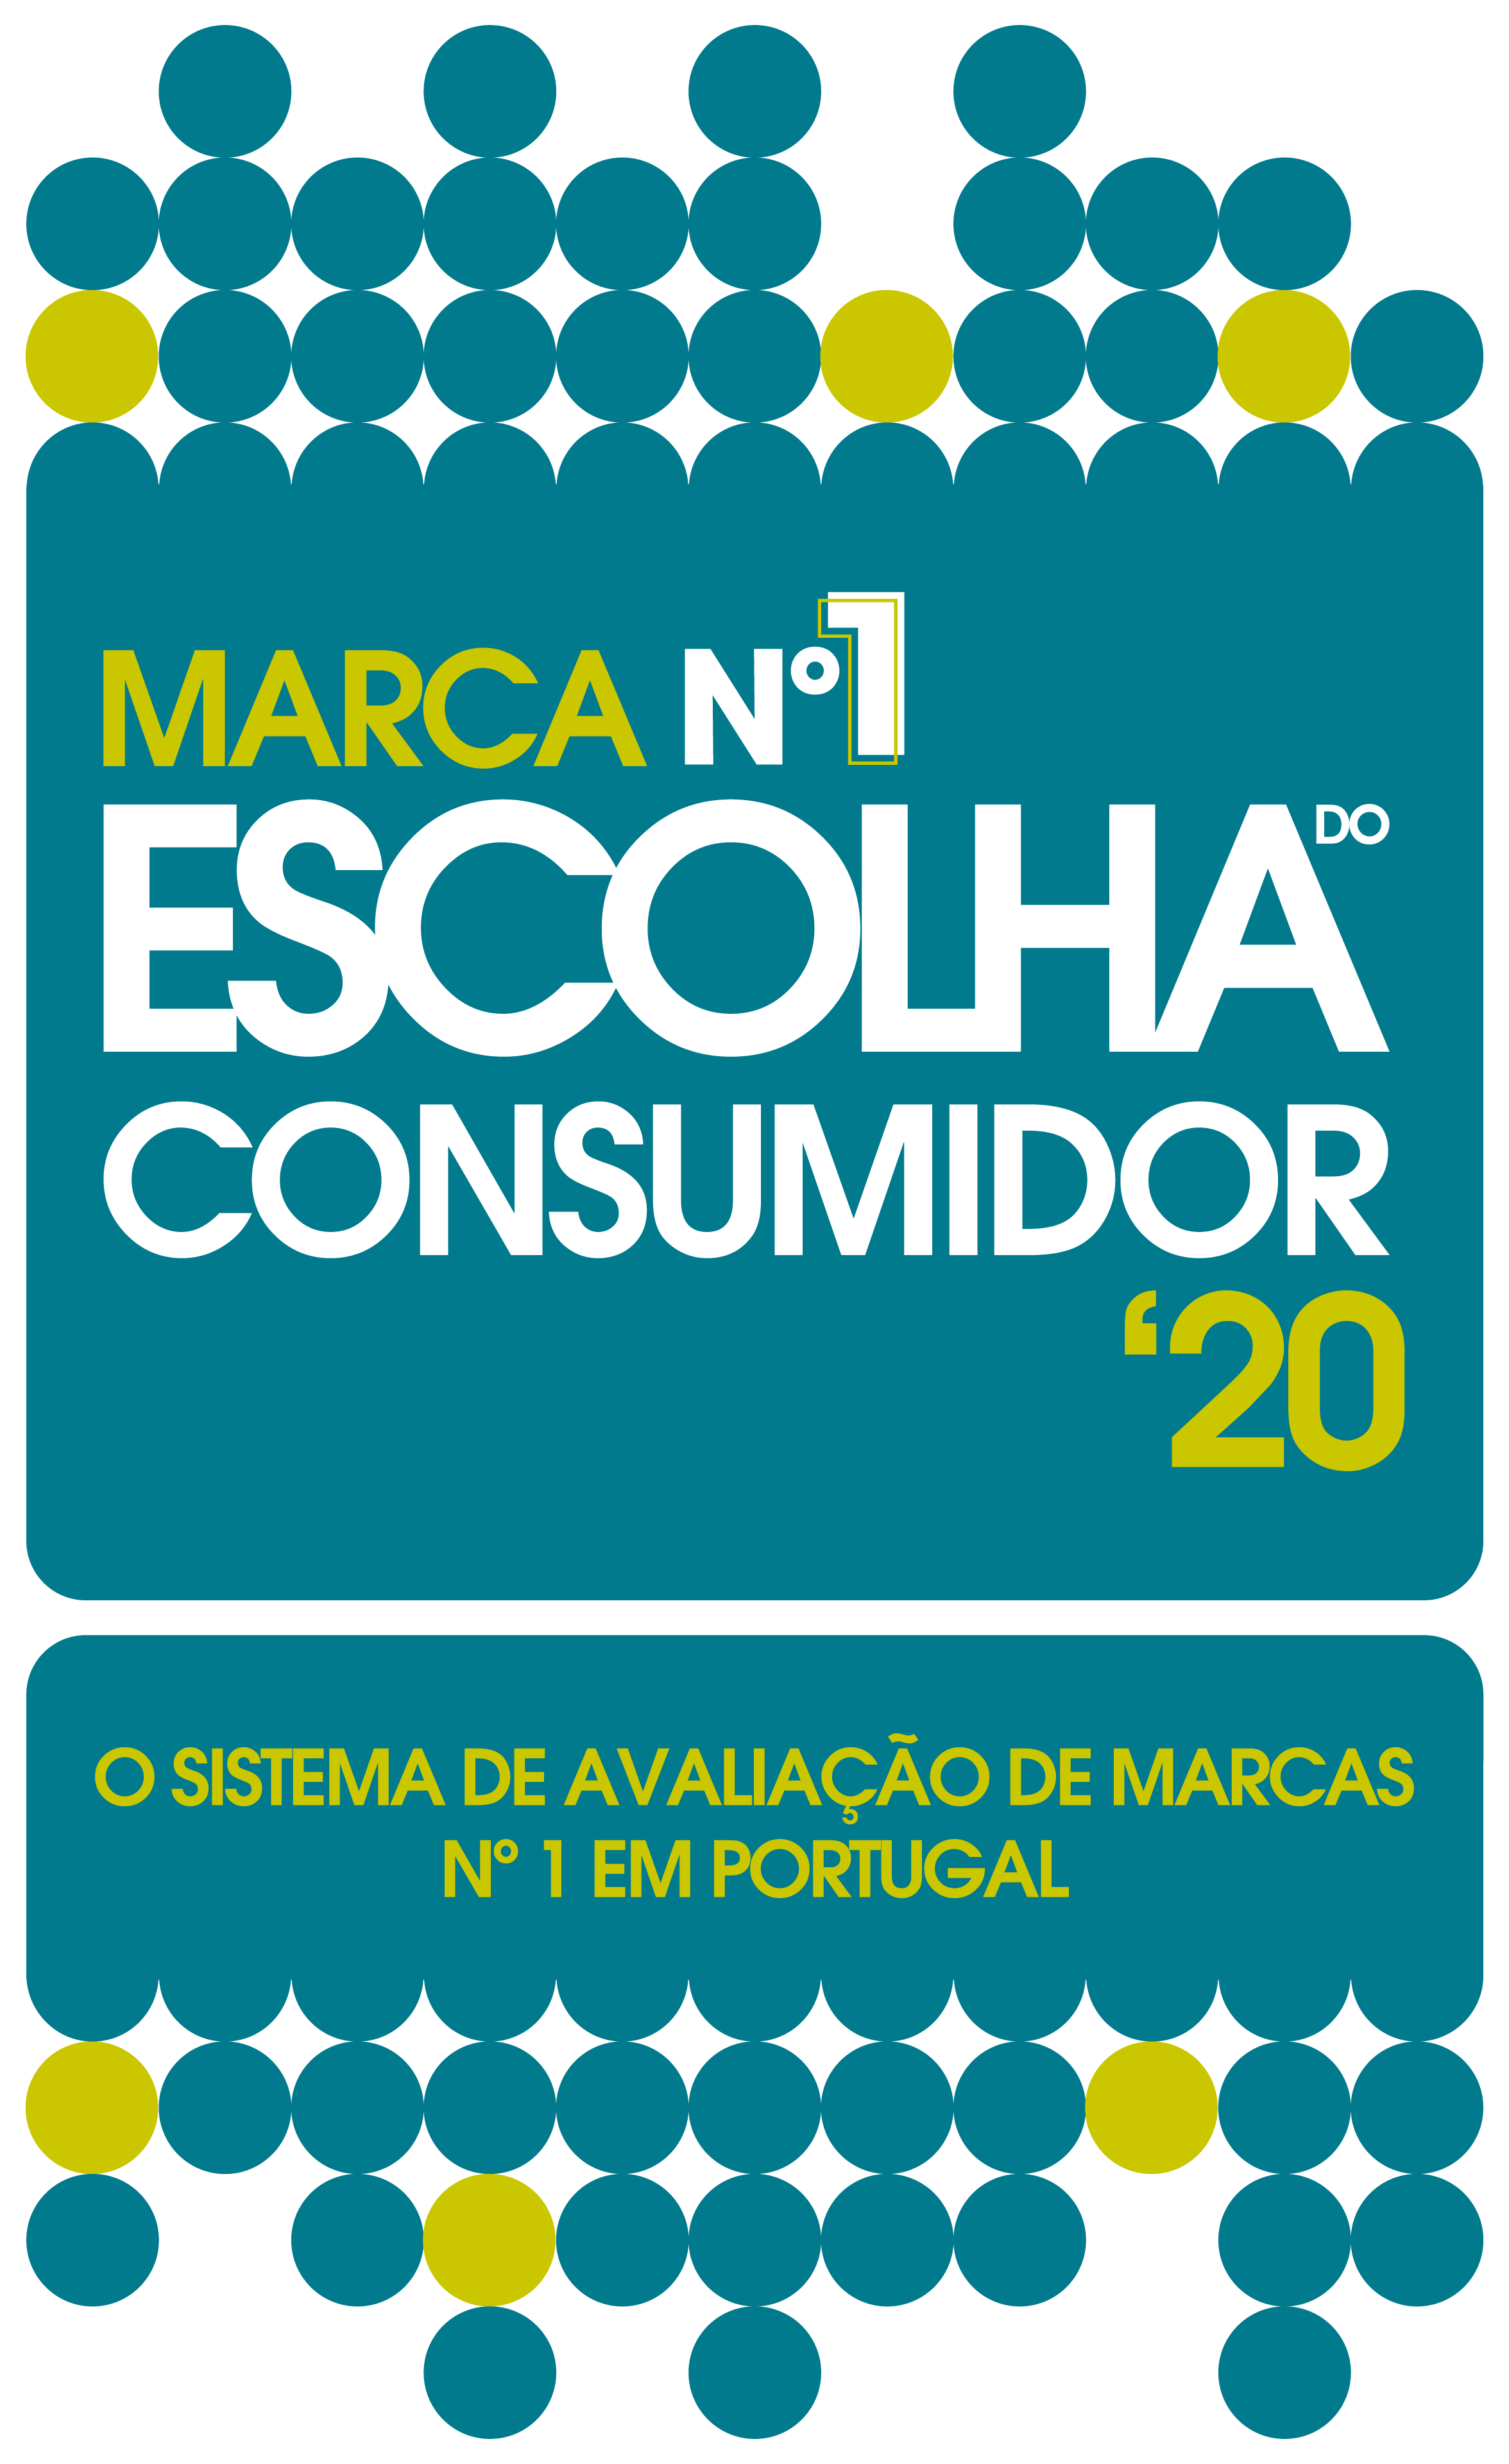 MARCA Nº1
ESCOLHA DO
CONSUMIDOR
‘20
O SISTEMA DE AVALIAÇÃO DE MARCAS
Nº 1 EM PORTUGAL